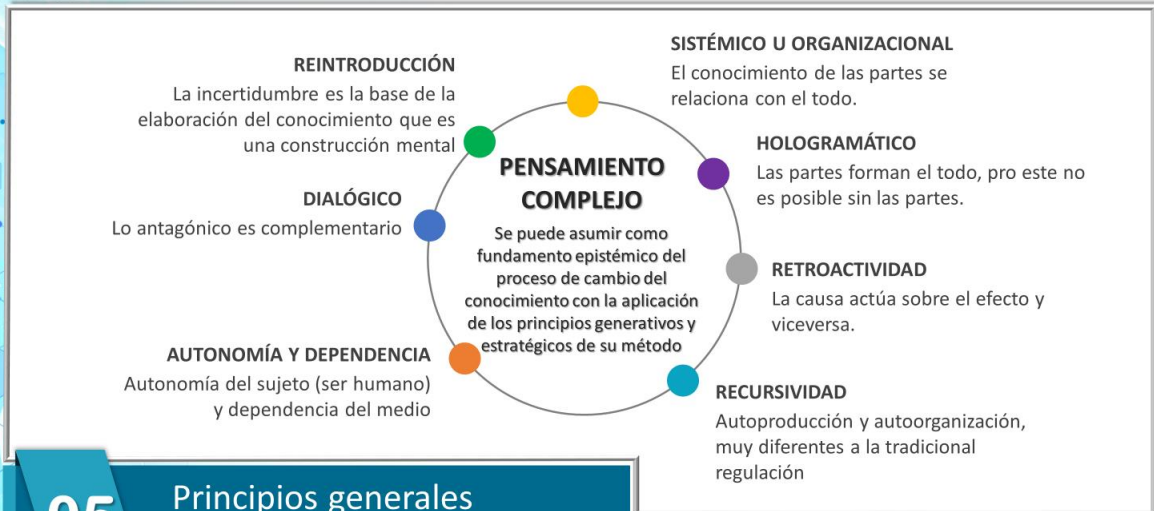 REINTRODUCCIÓN
La incertidumbre es la base de la
elaboración del conocimiento que es
una construcción mental
DIALÓGICO
Lo antagónico es complementario
AUTONOMÍA Y DEPENDENCIA
Autonomía del sujeto (ser humano)
y dependencia del medio
PENSAMIENTO
COMPLEJO
Se puede asumir como
fundamento epistémico del
proceso de cambio del
conocimiento con la aplicación
de los principios generativos y
estratégicos de su método
SISTÉMICO U ORGANIZACIONAL
El conocimiento de las partes se
relaciona con el todo.
HOLOGRAMÁTICO
Las partes forman el todo, pro este no
es posible sin las partes.
RETROACTIVIDAD
La causa actúa sobre el efecto y
viceversa.
RECURSIVIDAD
Autoproducción y autoorganización,
muy diferentes a la tradicional
regulación
Principios generales